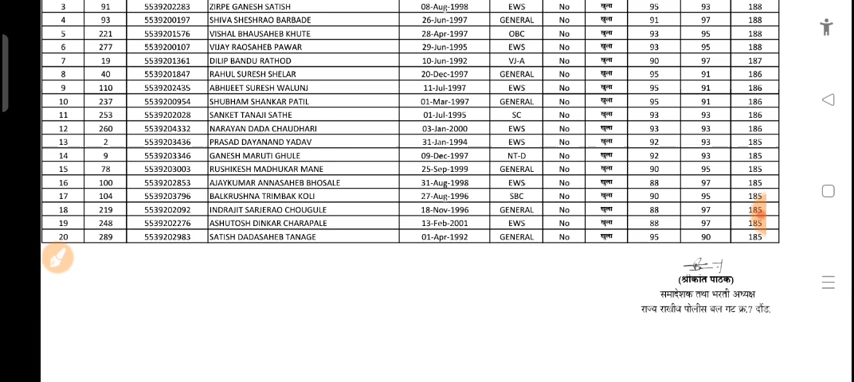 3 91 5539202283 ZIRPE GANESH SATISH 08-Aug-1998 EWS No खुला 95 93 188
4 93 5539200197 SHIVA SHESHRAO BARBADE 26-Jun-1997 GENERAL No खुला 91 97 188
5 221 5539201576 VISHAL BHAUSAHEB KHUTE 28-Apr-1997 OBC No खुला 93 95 188
6 277 5539200107 VIJAY RAOSAHEB PAWAR 29-Jun-1995 EWS No खुला 93 95 188
7 19 5539201361 DILIP BANDU RATHOD 10-Jun-1992 VJ-A No खुला 90 97 187
8 40 5539201847 RAHUL SURESH SHELAR 20-Dec-1997 GENERAL No खुला 95 91 186
9 110 5539202435 ABHIJEET SURESH WALUNJ 11-Jul-1997 EWS No खुला 95 91 186
10 237 5539200954 SHUBHAM SHANKAR PATIL 01-Mar-1997 GENERAL No खुला 95 91 186
11 253 5539202028 SANKET TANAJI SATHE 01-Jul-1995 SC No खुला 93 93 186
12 260 5539204332 NARAYAN DADA CHAUDHARI 03-Jan-2000 EWS No खुला 93 93 186
13 2 5539203436 PRASAD DAYANAND YADAV 31-Jan-1994 EWS No खुला 92 93 185
14 9 5539203346 GANESH MARUTI GHULE 09-Dec-1997 NT-D No खुला 92 93 185
15 78 5539203003 RUSHIKESH MADHUKAR MANE 25-Sep-1999 GENERAL No खुला 90 95 185
16 100 5539202853 AJAYKUMAR ANNASAHEB BHOSALE 31-Aug-1998 EWS No खुला 88 97 185
17 104 5539203796 BALKRUSHNA TRIMBAK KOLI 27-Aug-1996 SBC No खुला 90 95 185
18 219 5539202092 INDRAJIT SARJERAO CHOUGULE 18-Nov-1996 GENERAL No खुला 88 97 185
19 248 5539202276 ASHUTOSH DINKAR CHARAPALE 13-Feb-2001 EWS No खुला 88 97 185
20 289 5539202983 SATISH DADASAHEB TANAGE 01-Apr-1992 GENERAL No खुला 95 90 185
(श्रीकांत पाठक)
समादेशक तथा भरती अध्यक्ष
राज्य राखीव पोलीस बल गट क्र.7 दौंड.